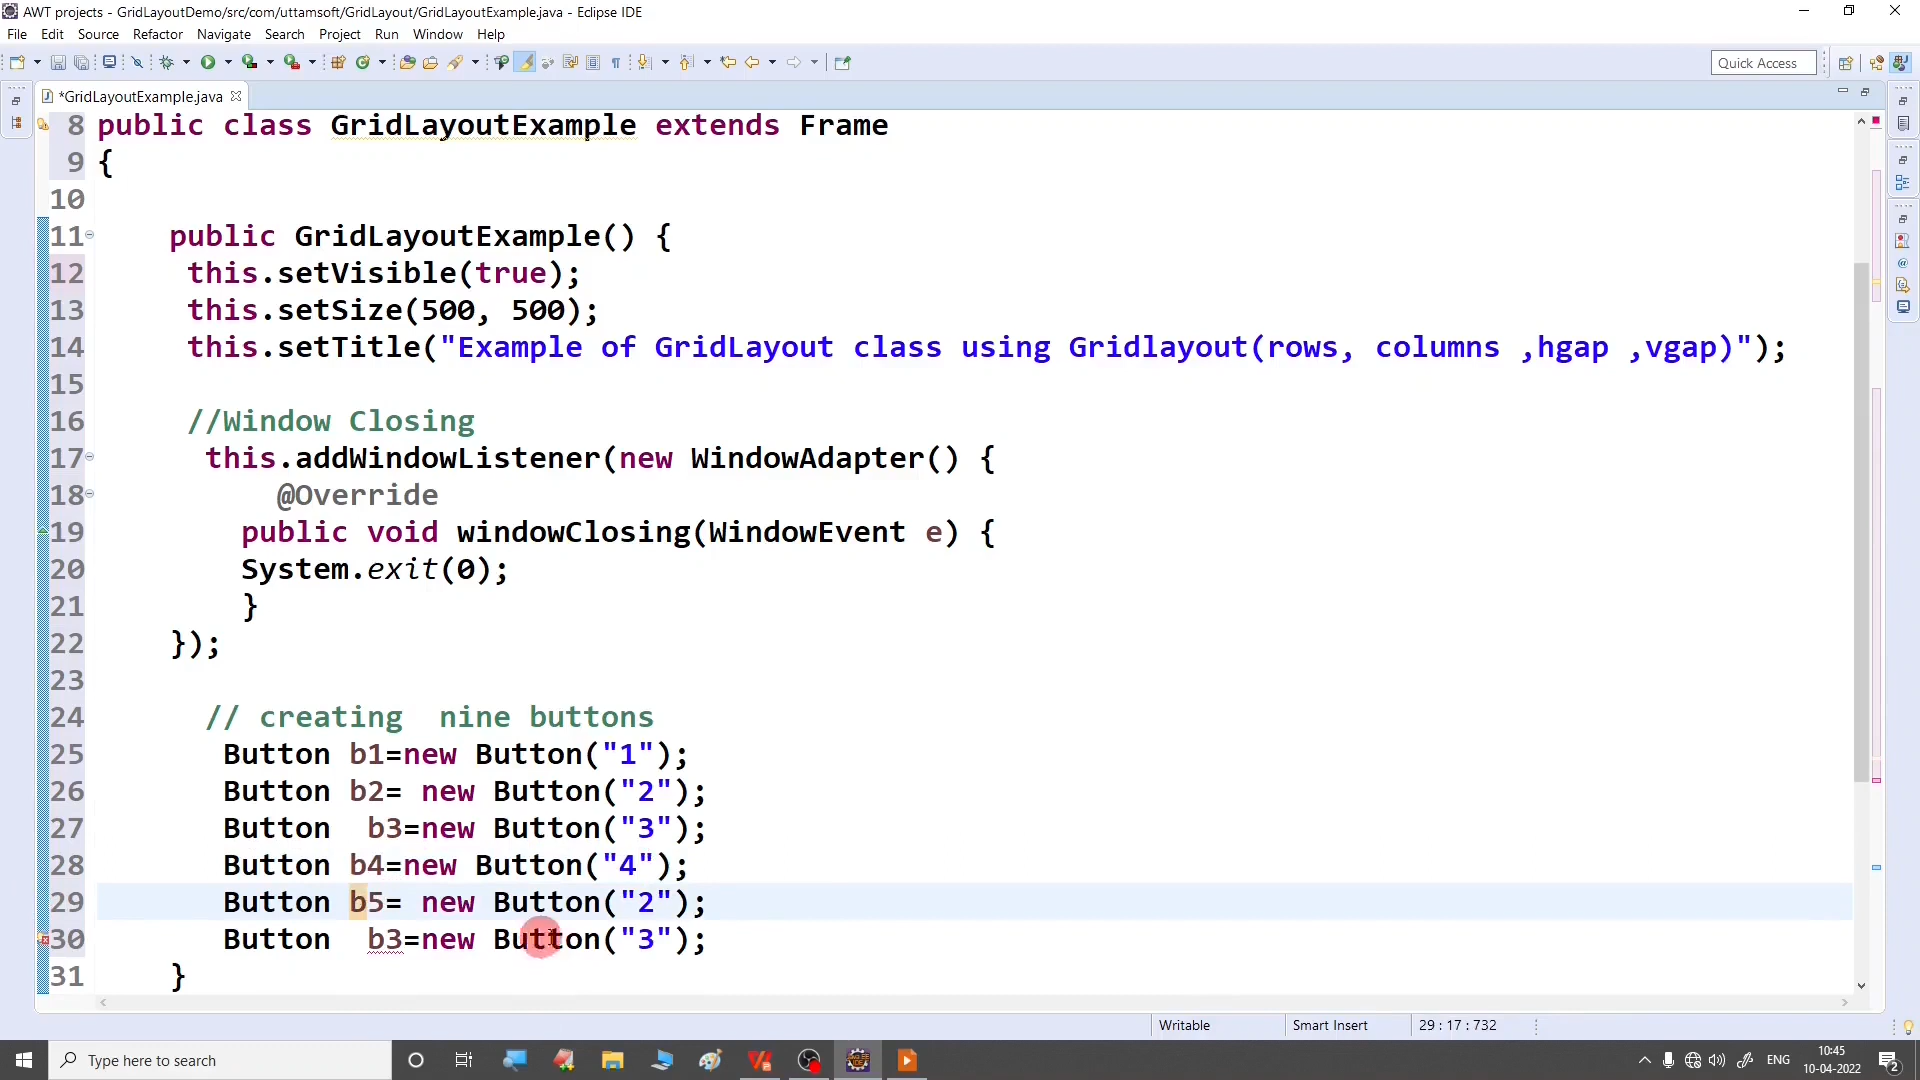 AWT projects - GridLayoutDemo/src/com/uttamsoft/GridLayout/GridLayoutExample.java - Eclipse IDE
File Edit Source Refactor Navigate Search Project Run Window Help
Quick Access
*GridLayoutExample.java
8 public class GridLayoutExample extends Frame
9 {
10
11 public GridLayoutExample() {
12 this.setVisible(true);
13 this.setSize(500, 500);
14 this.setTitle("Example of GridLayout class using Gridlayout(rows, columns ,hgap ,vgap)");
15
16 //Window Closing
17 this.addWindowListener(new WindowAdapter() {
18 @Override
19 public void windowClosing(WindowEvent e) {
20 System.exit(0);
21 }
22 });
23
24 // creating  nine buttons
25 Button b1=new Button("1");
26 Button b2= new Button("2");
27 Button  b3=new Button("3");
28 Button b4=new Button("4");
29 Button b5= new Button("2");
30 Button  b3=new Button("3");
31 }
Writable Smart Insert 29 : 17 : 732
Type here to search
ENG
10:45
10-04-2022
2